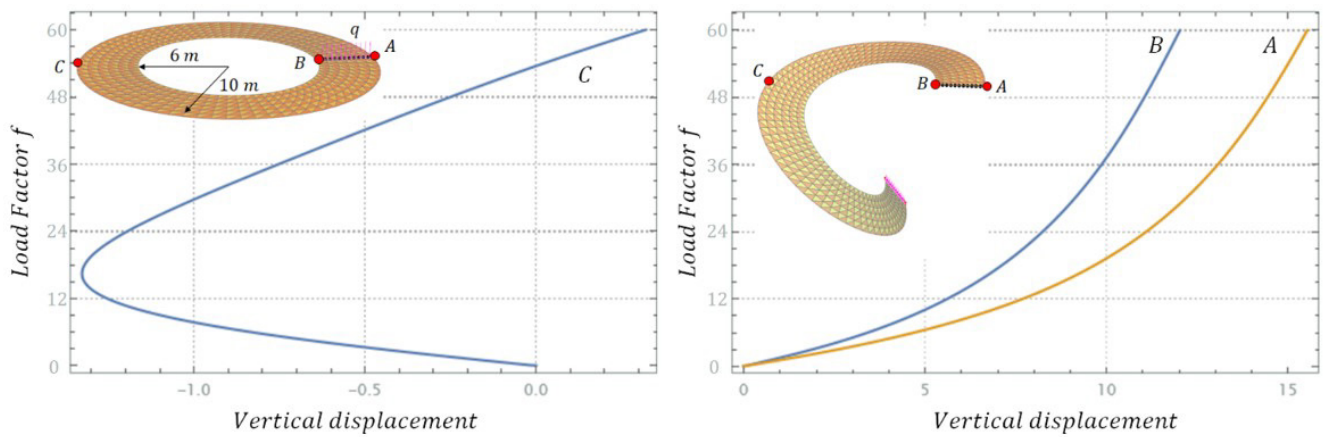 60
48
36
24
12
0
Load Factor f
-1.0
-0.5
0.0
Vertical displacement
q
A
B
C
6 m
10 m
C
60
48
36
24
12
0
Load Factor f
0
5
10
15
Vertical displacement
C
B
A
B
A